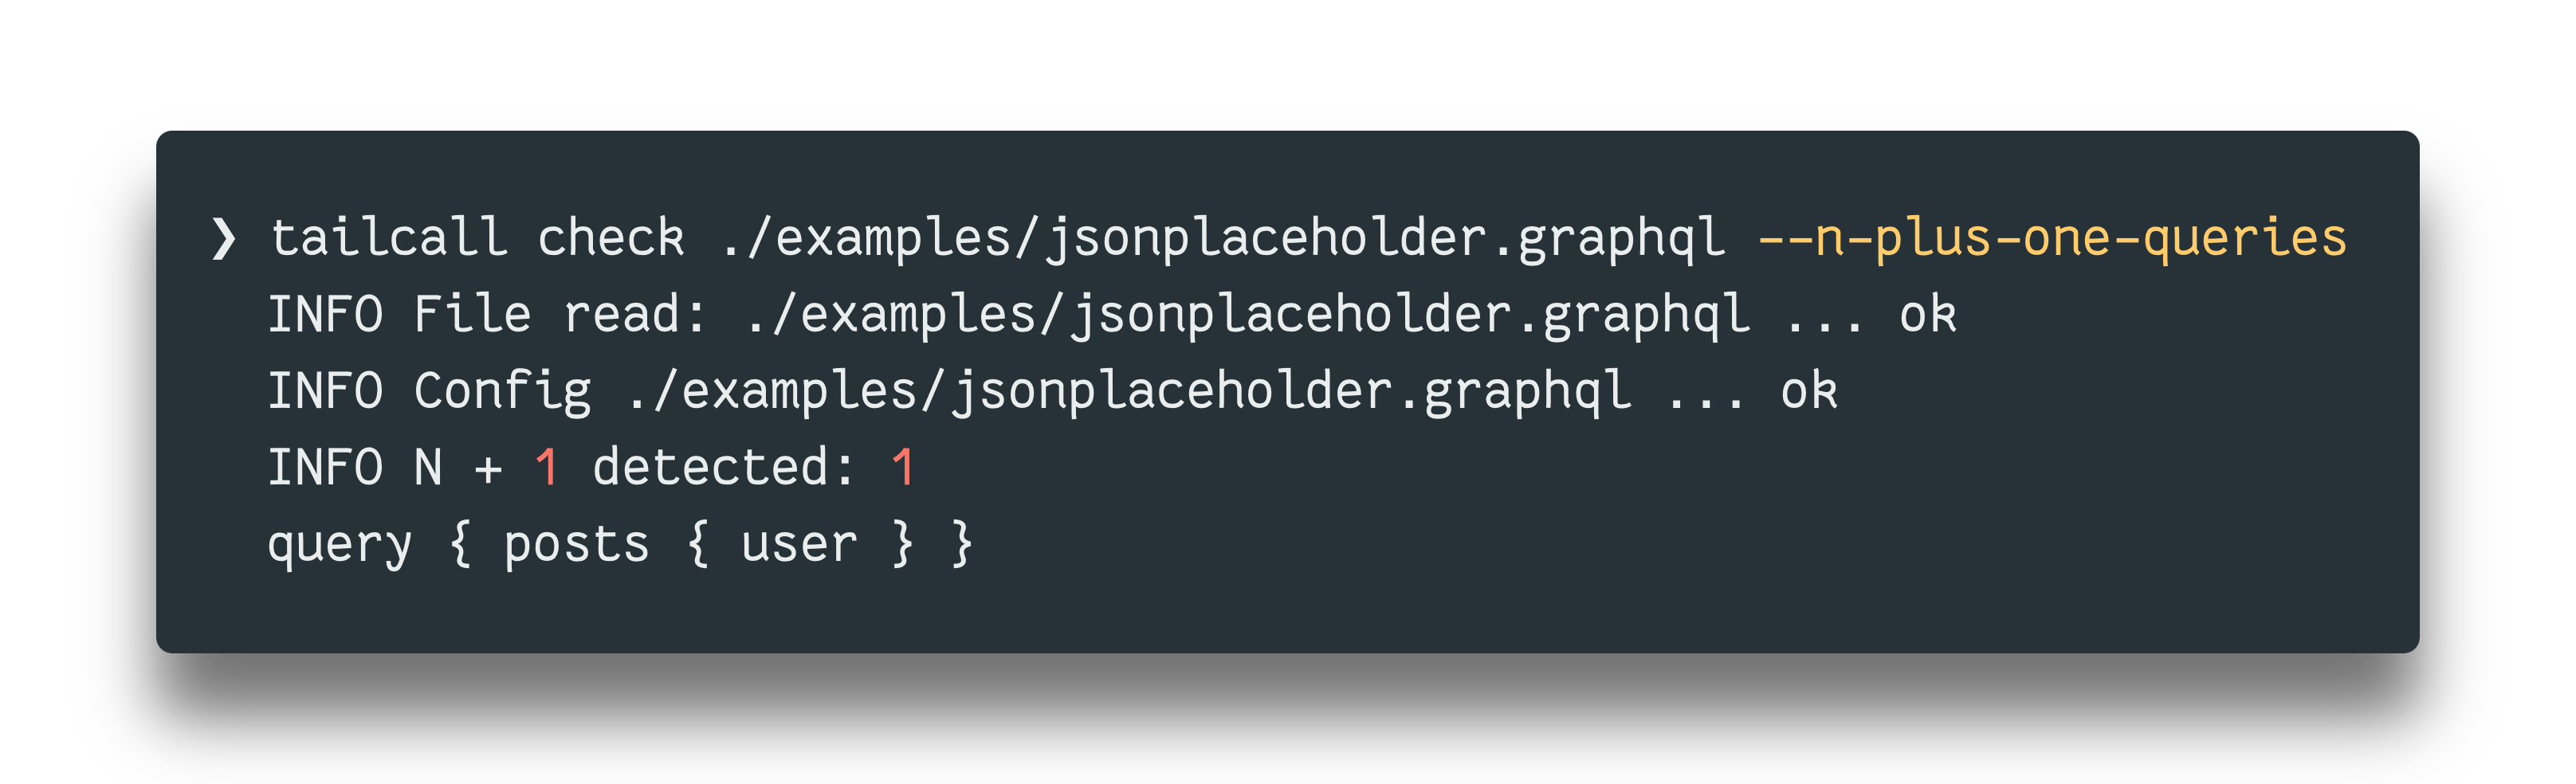 ❯ tailcall check ./examples/jsonplaceholder.graphql --n-plus-one-queries
INFO File read: ./examples/jsonplaceholder.graphql ... ok
INFO Config ./examples/jsonplaceholder.graphql ... ok
INFO N + 1 detected: 1
query { posts { user } }